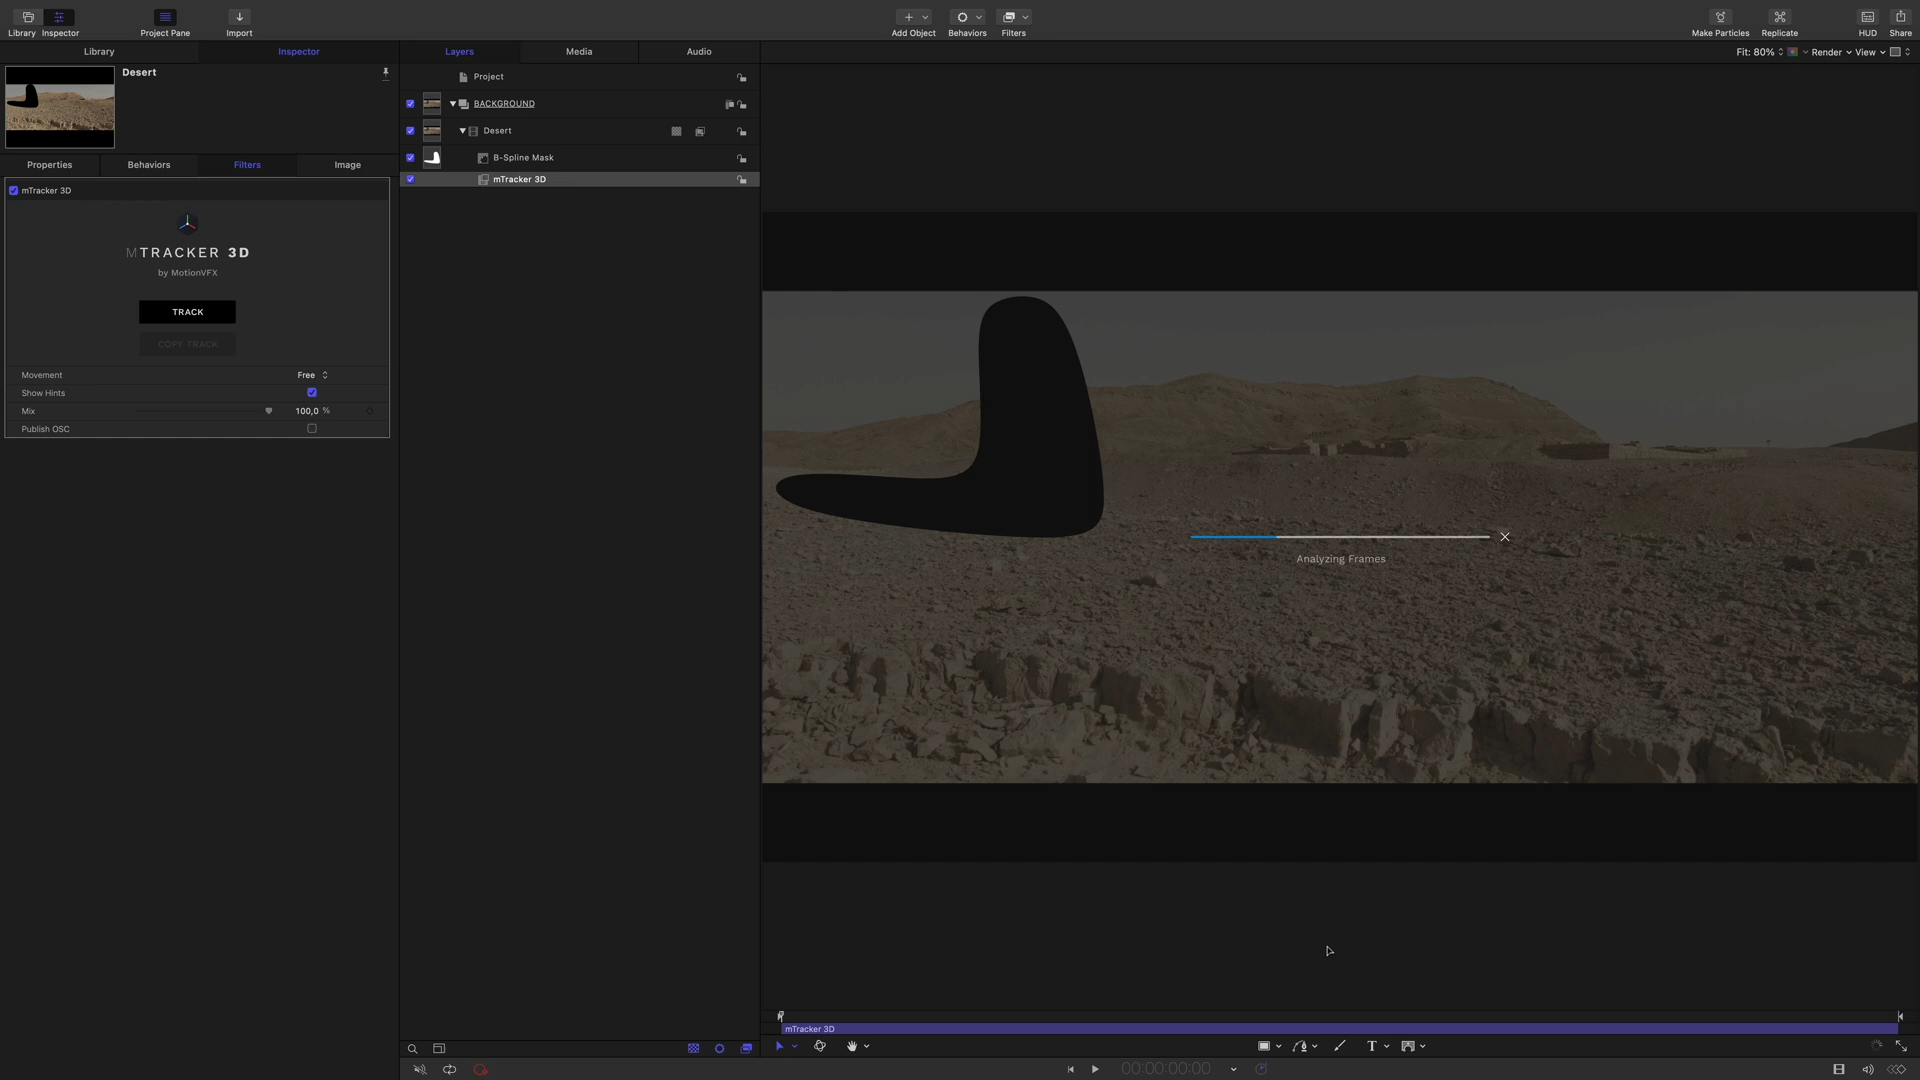 Library
Inspector
Project Pane
Import
Add Object
Behaviors
Filters
Make Particles
Replicate
HUD
Share
Library
Inspector
Layers
Media
Audio
Fit: 80%
Render
View
Desert
Project
BACKGROUND
Desert
B-Spline Mask
mTracker 3D
Properties
Behaviors
Filters
Image
mTracker 3D
MTRACKER 3D
by MotionVFX
TRACK
COPY TRACK
Movement
Free
Show Hints
Mix
100,0 %
Publish OSC
Analyzing Frames
mTracker 3D
T
00:00:00:00